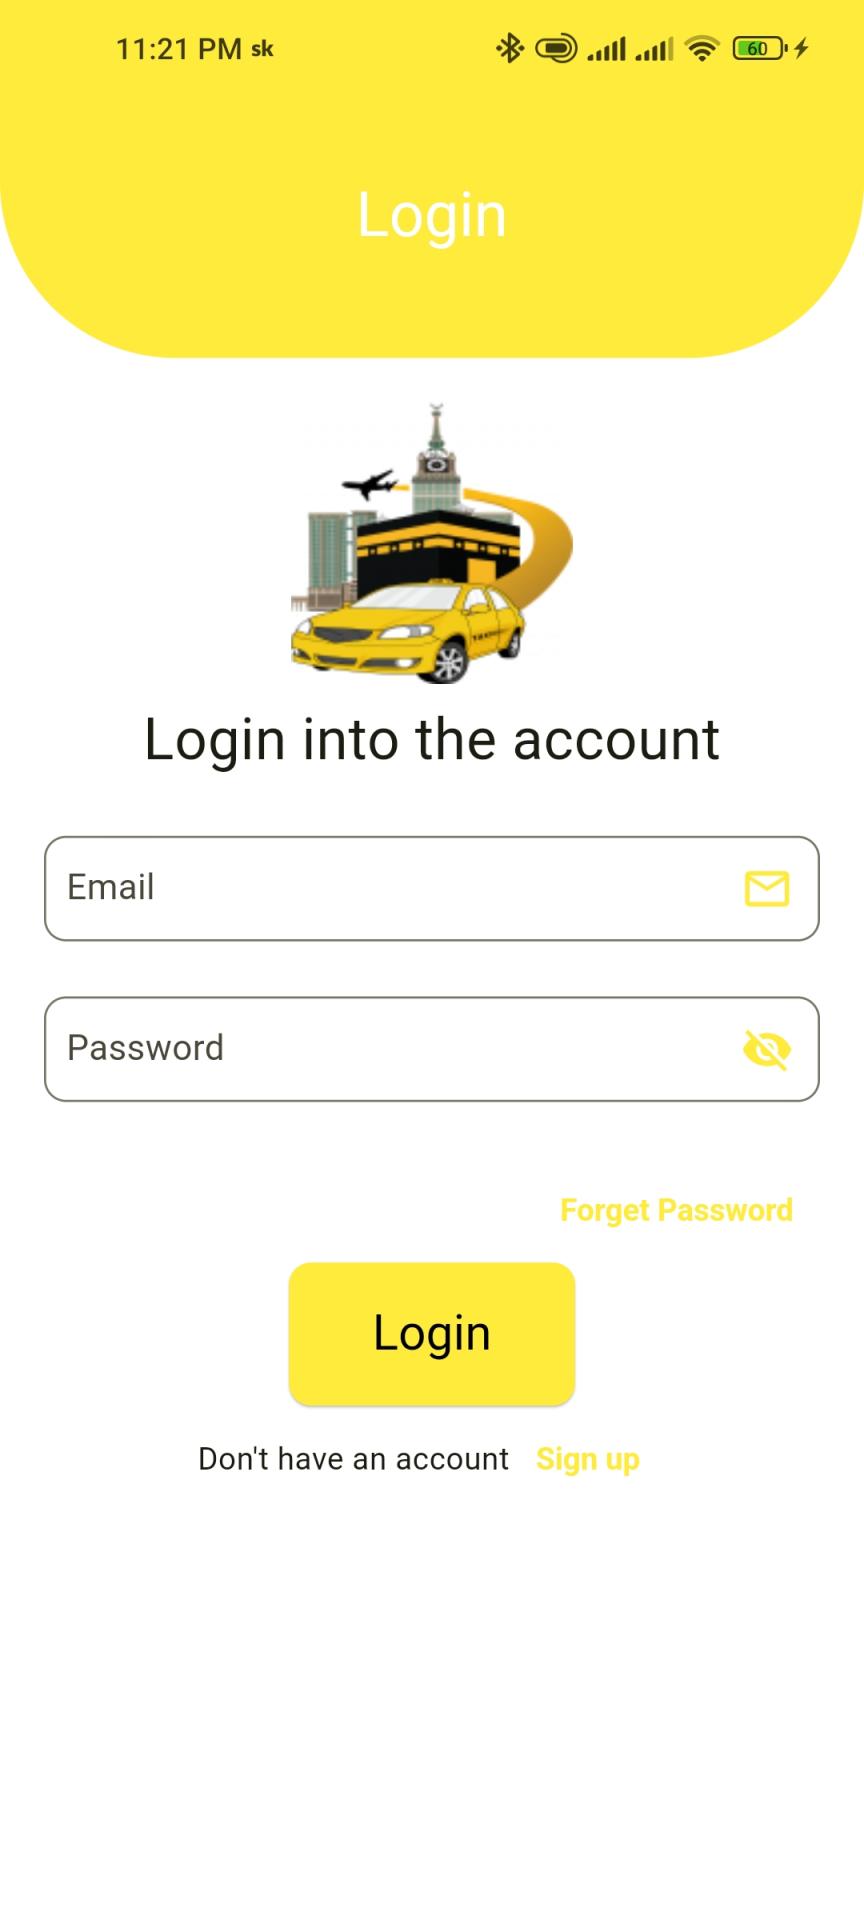 11:21 PM sk
60
Login
TAXI
Login into the account
Email
Password
Forget Password
Login
Don't have an account Sign up